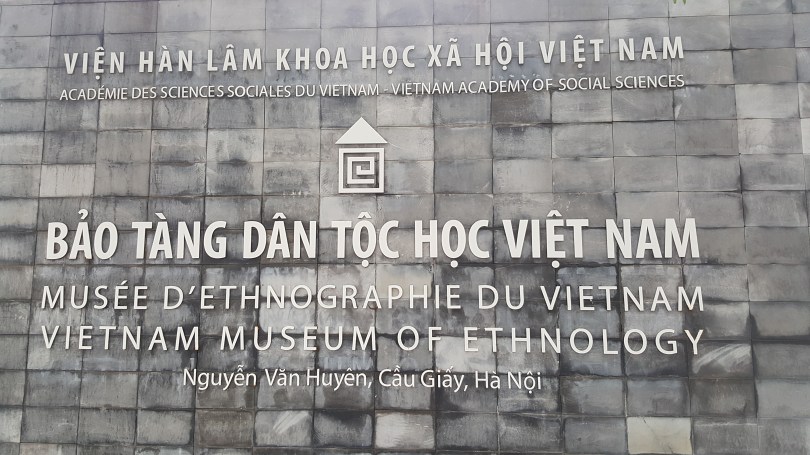 VIỆN HÀN LÂM KHOA HỌC XÃ HỘI VIỆT NAM
ACADÉMIE DES SCIENCES SOCIALES DU VIETNAM - VIETNAM ACADEMY OF SOCIAL SCIENCES
BẢO TÀNG DÂN TỘC HỌC VIỆT NAM
MUSÉE D'ETHNOGRAPHIE DU VIETNAM
VIETNAM MUSEUM OF ETHNOLOGY
Nguyễn Văn Huyên, Cầu Giấy, Hà Nội